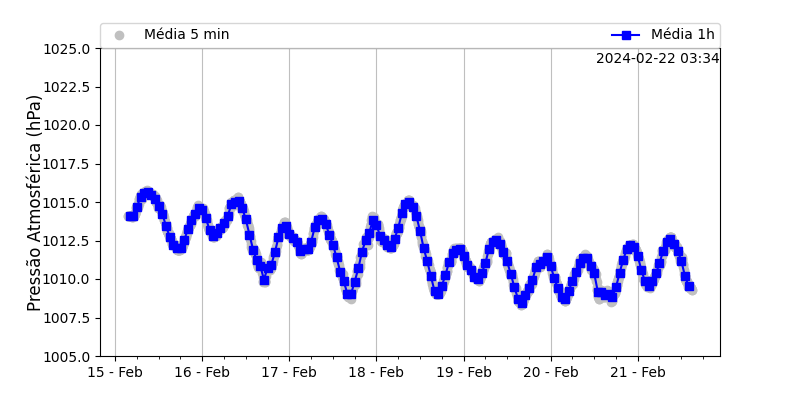 Média 5 min
Média 1h
2024-02-22 03:34
Pressão Atmosférica (hPa)
1025.0
1022.5
1020.0
1017.5
1015.0
1012.5
1010.0
1007.5
1005.0
15 - Feb
16 - Feb
17 - Feb
18 - Feb
19 - Feb
20 - Feb
21 - Feb